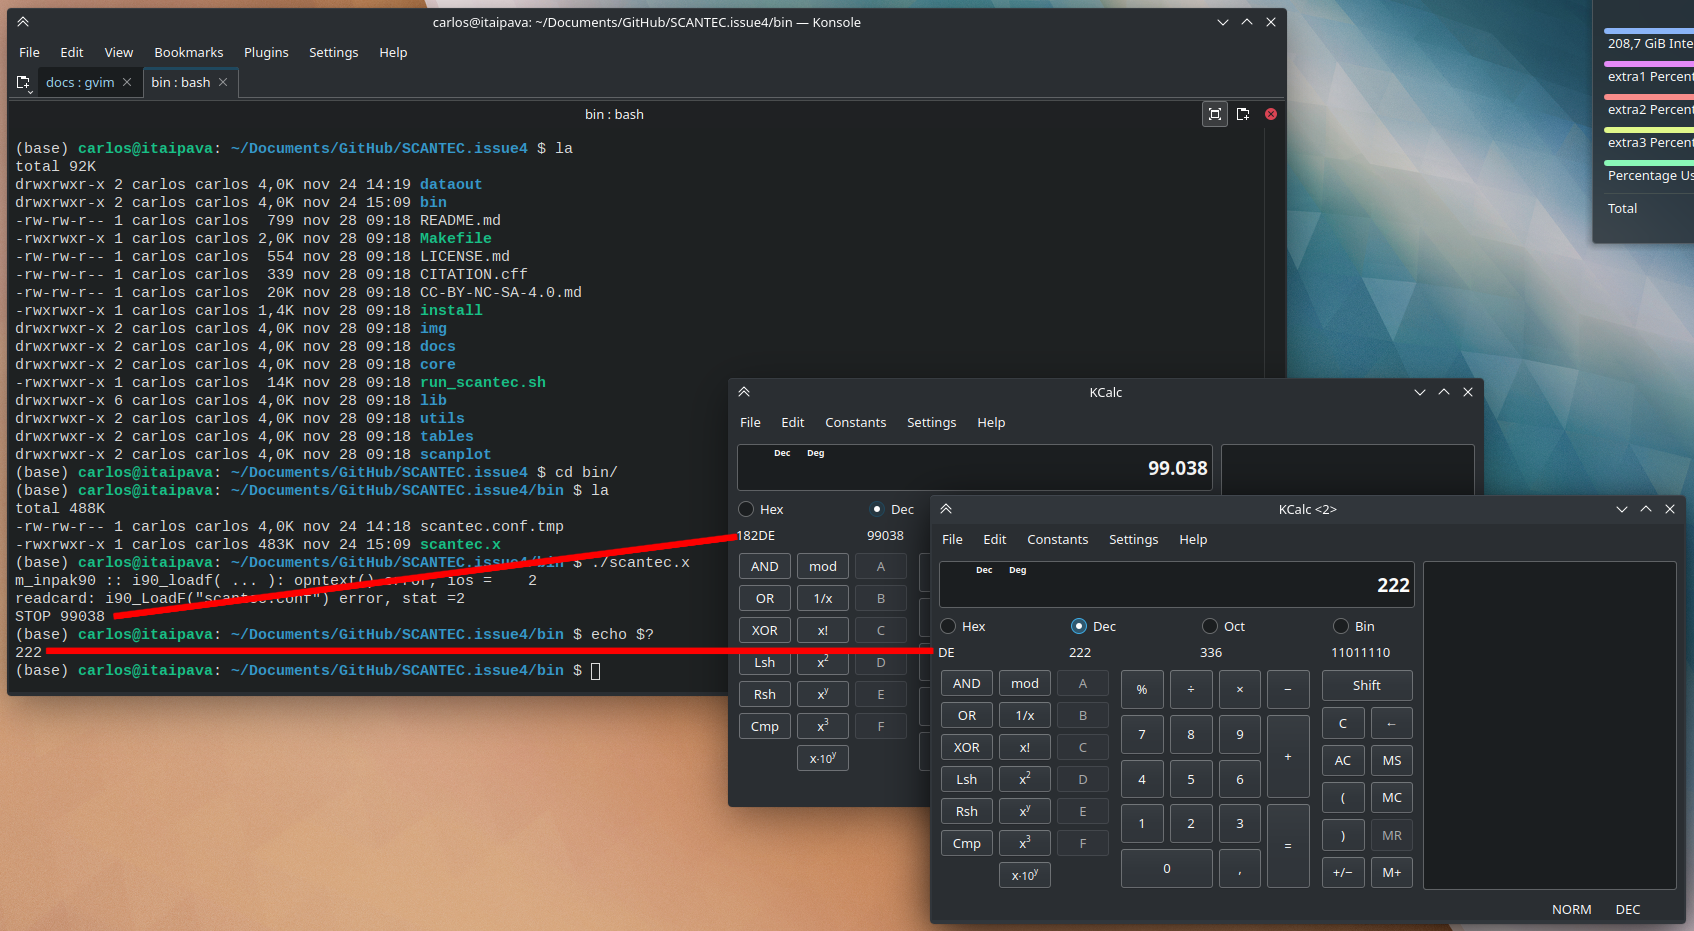 carlos@itaipava: ~/Documents/GitHub/SCANTEC.issue4/bin — Konsole
File Edit View Bookmarks Plugins Settings Help
docs : gvim bin : bash
bin : bash
(base) carlos@itaipava: ~/Documents/GitHub/SCANTEC.issue4 $ la
total 92K
drwxrwxr-x 2 carlos carlos 4,0K nov 24 14:19 dataout
drwxrwxr-x 2 carlos carlos 4,0K nov 24 15:09 bin
-rw-rw-r-- 1 carlos carlos  799 nov 28 09:18 README.md
-rwxrwxr-x 1 carlos carlos 2,0K nov 28 09:18 Makefile
-rw-rw-r-- 1 carlos carlos  554 nov 28 09:18 LICENSE.md
-rw-rw-r-- 1 carlos carlos  339 nov 28 09:18 CITATION.cff
-rw-rw-r-- 1 carlos carlos  20K nov 28 09:18 CC-BY-NC-SA-4.0.md
-rwxrwxr-x 1 carlos carlos 1,4K nov 28 09:18 install
drwxrwxr-x 2 carlos carlos 4,0K nov 28 09:18 img
drwxrwxr-x 2 carlos carlos 4,0K nov 28 09:18 docs
drwxrwxr-x 2 carlos carlos 4,0K nov 28 09:18 core
-rwxrwxr-x 1 carlos carlos  14K nov 28 09:18 run_scantec.sh
drwxrwxr-x 6 carlos carlos 4,0K nov 28 09:18 lib
drwxrwxr-x 2 carlos carlos 4,0K nov 28 09:18 utils
drwxrwxr-x 2 carlos carlos 4,0K nov 28 09:18 tables
drwxrwxr-x 2 carlos carlos 4,0K nov 28 09:18 scanplot
(base) carlos@itaipava: ~/Documents/GitHub/SCANTEC.issue4 $ cd bin/
(base) carlos@itaipava: ~/Documents/GitHub/SCANTEC.issue4/bin $ la
total 488K
-rw-rw-r-- 1 carlos carlos 4,0K nov 24 14:18 scantec.conf.tmp
-rwxrwxr-x 1 carlos carlos 483K nov 24 15:09 scantec.x
(base) carlos@itaipava: ~/Documents/GitHub/SCANTEC.issue4/bin $ ./scantec.x
m_inpak90 :: i90_loadf( ... ): opntext() error, ios =    2
readcard: i90_LoadF("scantec.conf") error, stat =2
STOP 99038
(base) carlos@itaipava: ~/Documents/GitHub/SCANTEC.issue4/bin $ echo $?
222
(base) carlos@itaipava: ~/Documents/GitHub/SCANTEC.issue4/bin $
208,7 GiB Inte
extra1 Percent
extra2 Percent
extra3 Percent
Percentage Us
Total
KCalc
File Edit Constants Settings Help
Dec Deg
99.038
Hex Dec
182DE 99038
AND mod A
OR 1/x B
XOR x! C
Lsh x² D
Rsh xʸ E
Cmp x³ F
x·10ʸ
KCalc <2>
File Edit Constants Settings Help
Dec Deg
222
Hex Dec Oct Bin
DE 222 336 11011110
AND mod A % ÷ × − Shift
OR 1/x B C ←
XOR x! C 7 8 9 + AC MS
Lsh x² D 4 5 6 ( MC
Rsh xʸ E 1 2 3 = ) MR
Cmp x³ F
x·10ʸ 0 , +/− M+
NORM DEC